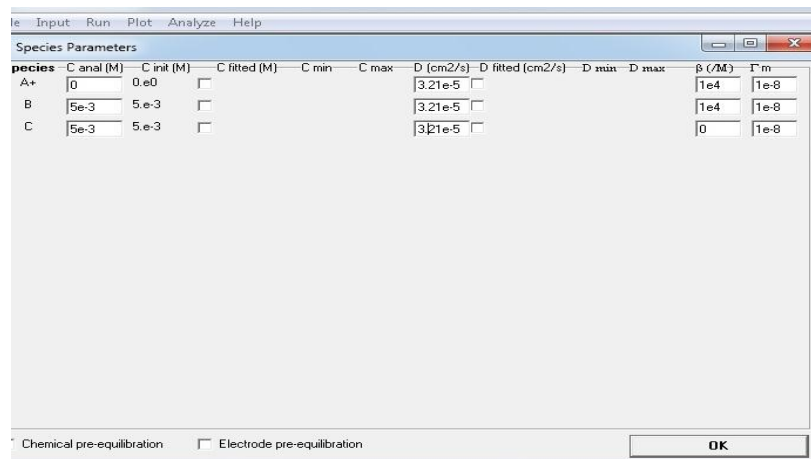 le Input Run Plot Analyze Help
Species Parameters
pecies C anal (M) C init (M) C fitted (M) C min C max D (cm2/s) D fitted (cm2/s) D min D max β (/M) Γm
A+ 0 0.e0 3.21e-5 1e4 1e-8
B 5e-3 5.e-3 3.21e-5 1e4 1e-8
C 5e-3 5.e-3 3.21e-5 0 1e-8
Chemical pre-equilibration Electrode pre-equilibration OK